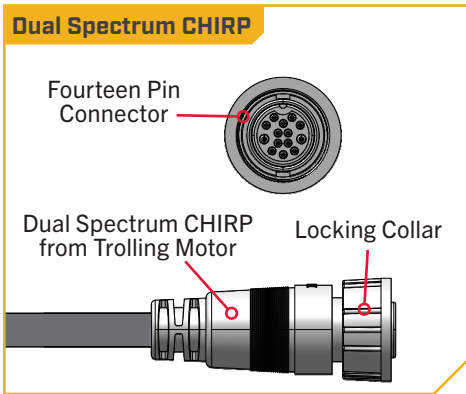 Dual Spectrum CHIRP
Fourteen Pin
Connector
Dual Spectrum CHIRP
from Trolling Motor
Locking Collar